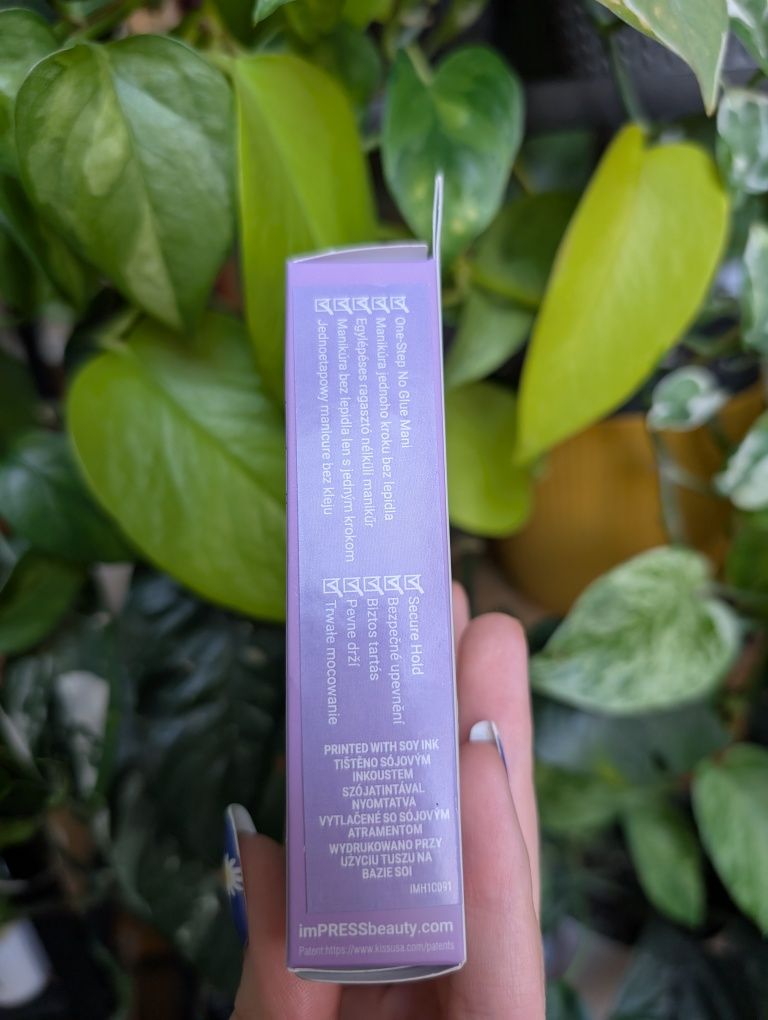 One-Step No Glue Mani
Manikúra jednoho kroku bez lepidla
Egylépéses ragasztó nélküli manikűr
Manikúra bez lepidla len s jedným krokom
Jednoetapowy manicure bez kleju
Secure Hold
Bezpečné upevnění
Biztos tartás
Pevne drží
Trwałe mocowanie
PRINTED WITH SOY INK
TIŠTĚNO SÓJOVÝM
INKOUSTEM
SZÓJATINTÁVAL
NYOMTATVA
VYTLAČENÉ SO SÓJOVÝM
ATRAMENTOM
WYDRUKOWANO PRZY
UŻYCIU TUSZU NA
BAZIE SOI
IMH1C091
imPRESSbeauty.com
Patent:https://www.kissusa.com/patents